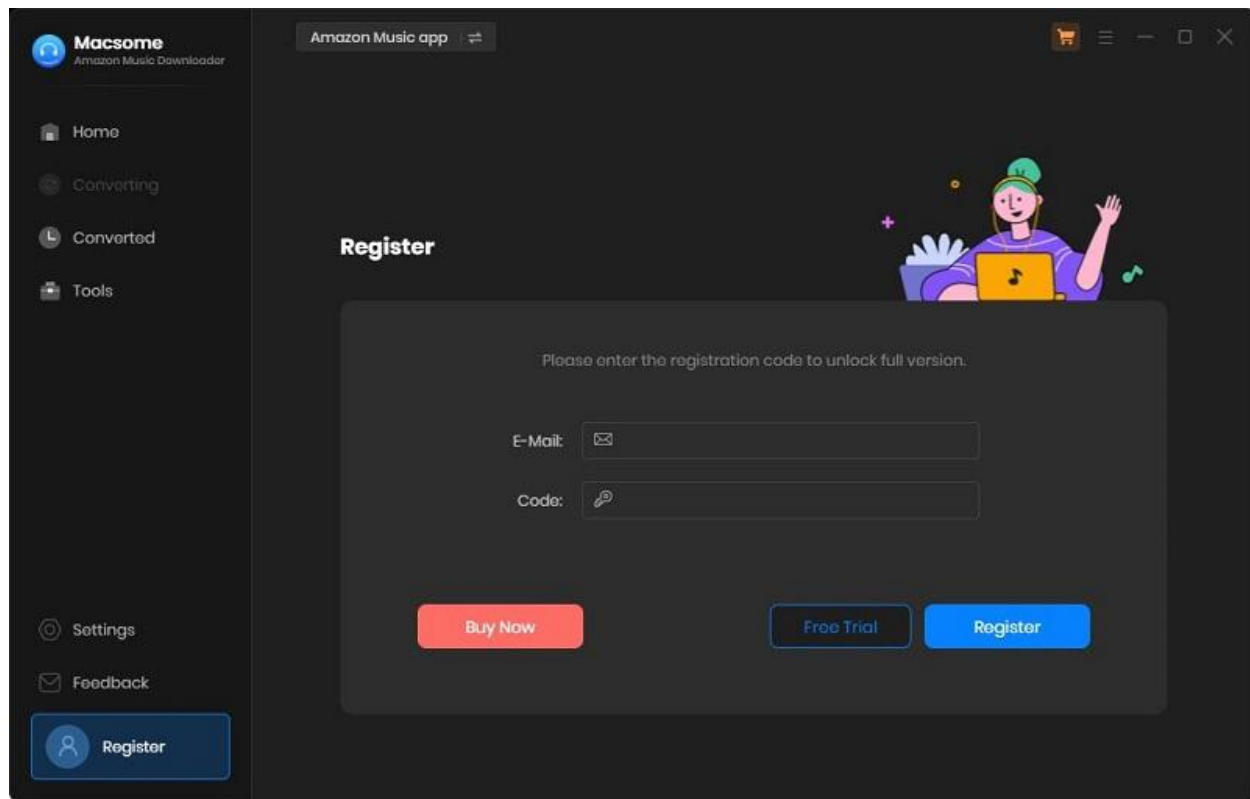 Macsome
Amazon Music Downloader
Amazon Music app
Home
Converting
Converted
Tools
Register
Please enter the registration code to unlock full version.
E-Mail:
Code:
Buy Now
Free Trial
Register
Settings
Feedback
Register